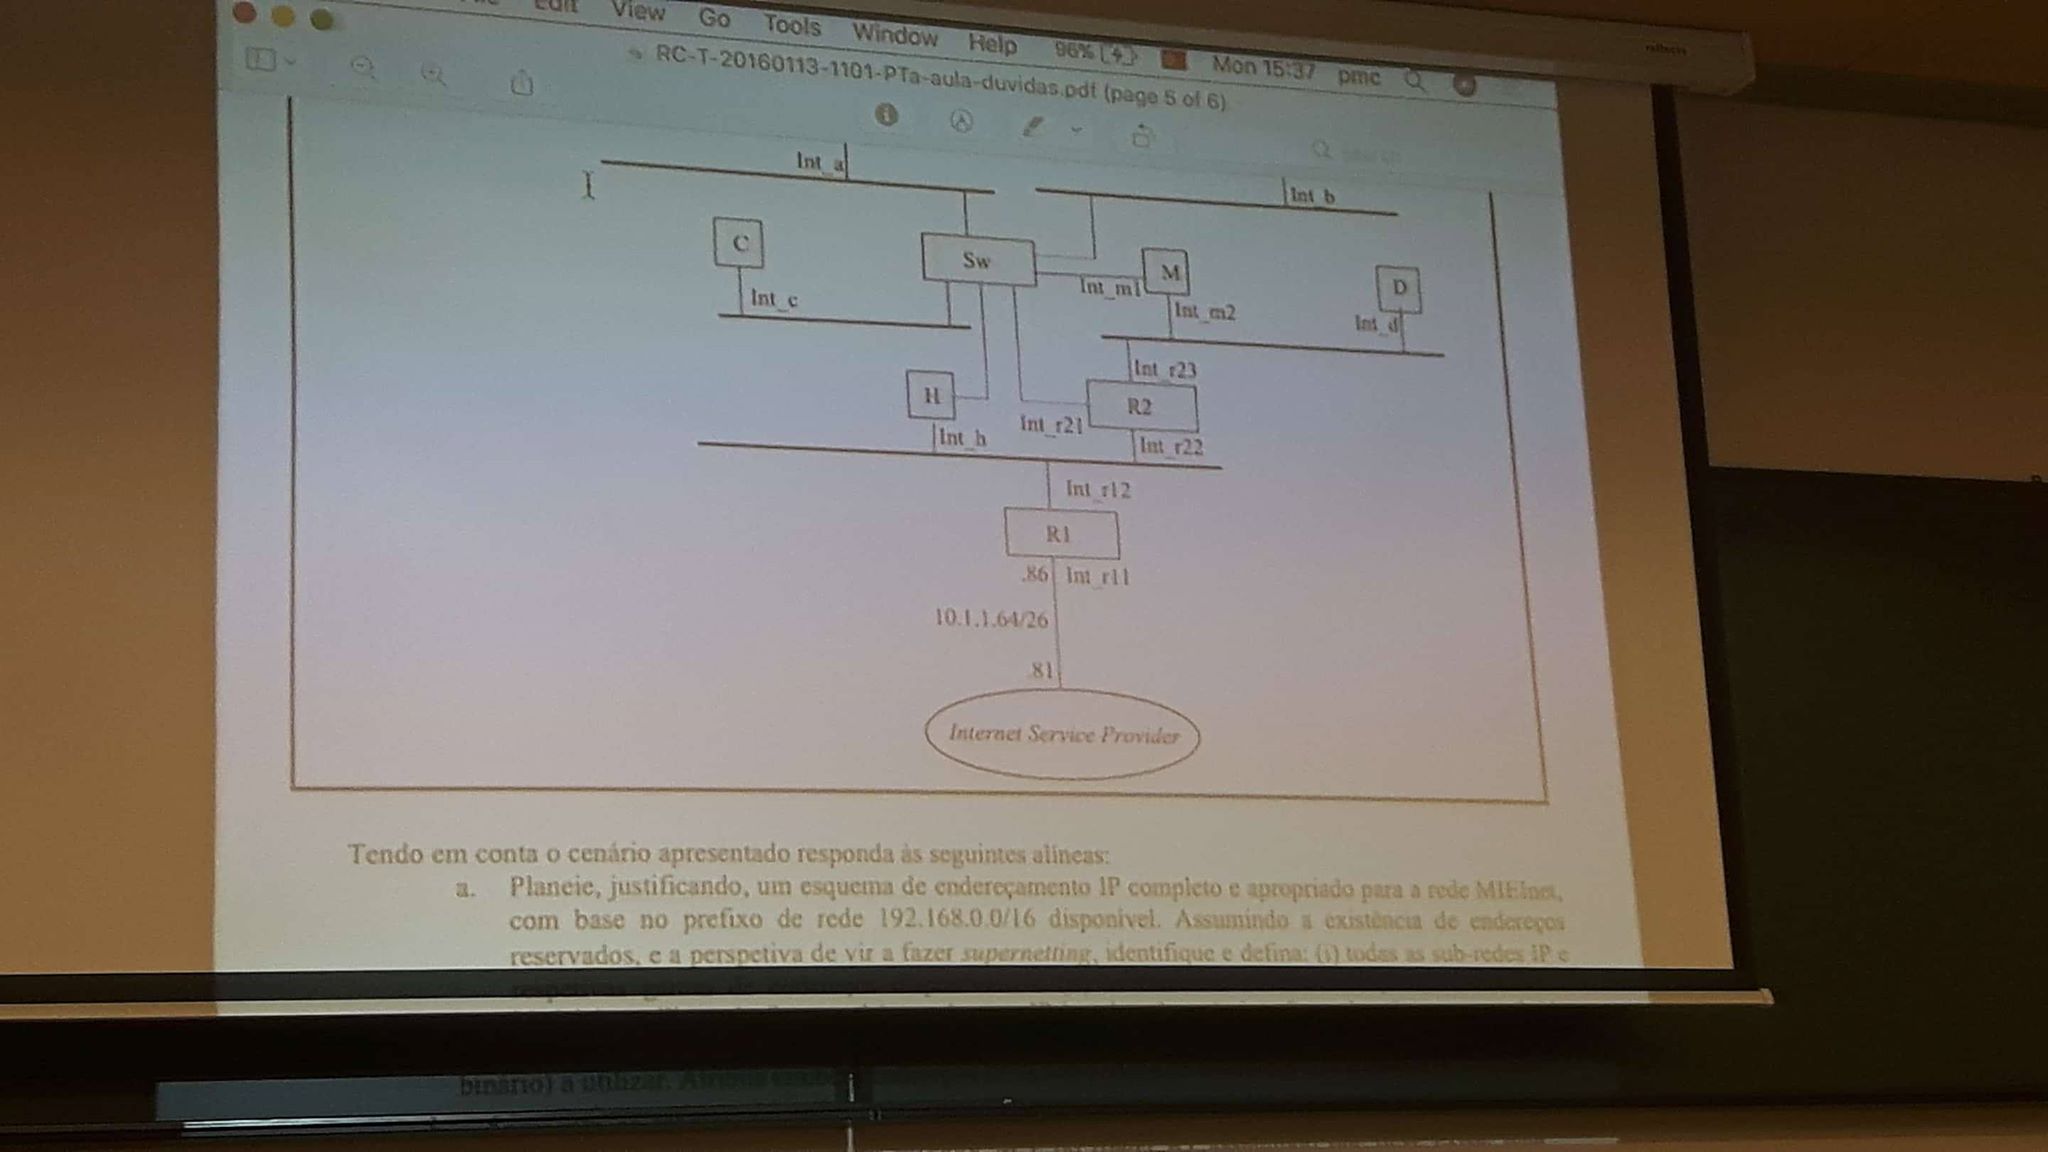 Edit View Go Tools Window Help 96% Mon 15:37 pmc
RC-T-20160113-1101-PTa-aula-duvidas.pdf (page 5 of 6)
Int_a
Int_b
C
Sw
M
D
Int_c
Int_m1
Int_m2
Int_d
Int_r23
H
R2
Int_r21
Int_h
Int_r22
Int_r12
R1
.86 Int_r11
10.1.1.64/26
.81
Internet Service Provider
Tendo em conta o cenário apresentado responda às seguintes alíneas:
a. Planeie, justificando, um esquema de endereçamento IP completo e apropriado para a rede MIEInet,
com base no prefixo de rede 192.168.0.0/16 disponível. Assumindo a existência de endereços
reservados, e a perspetiva de vir a fazer supernetting, identifique e defina: (i) todas as sub-redes IP e
binário) a utilizar.